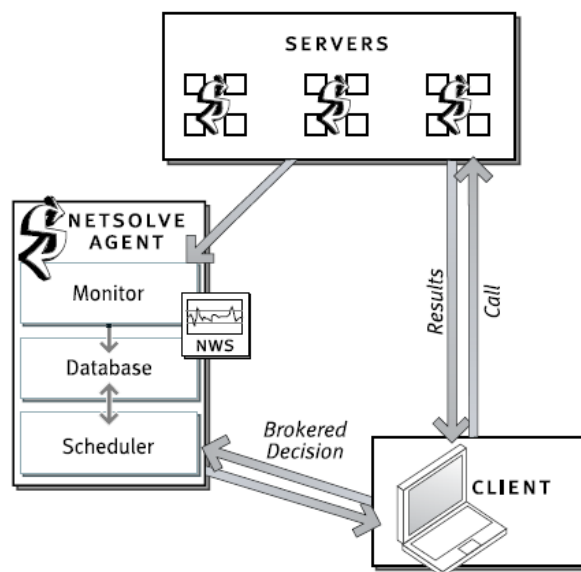 SERVERS
NETSOLVE
AGENT
Monitor
NWS
Database
Scheduler
Results
Call
Brokered
Decision
CLIENT